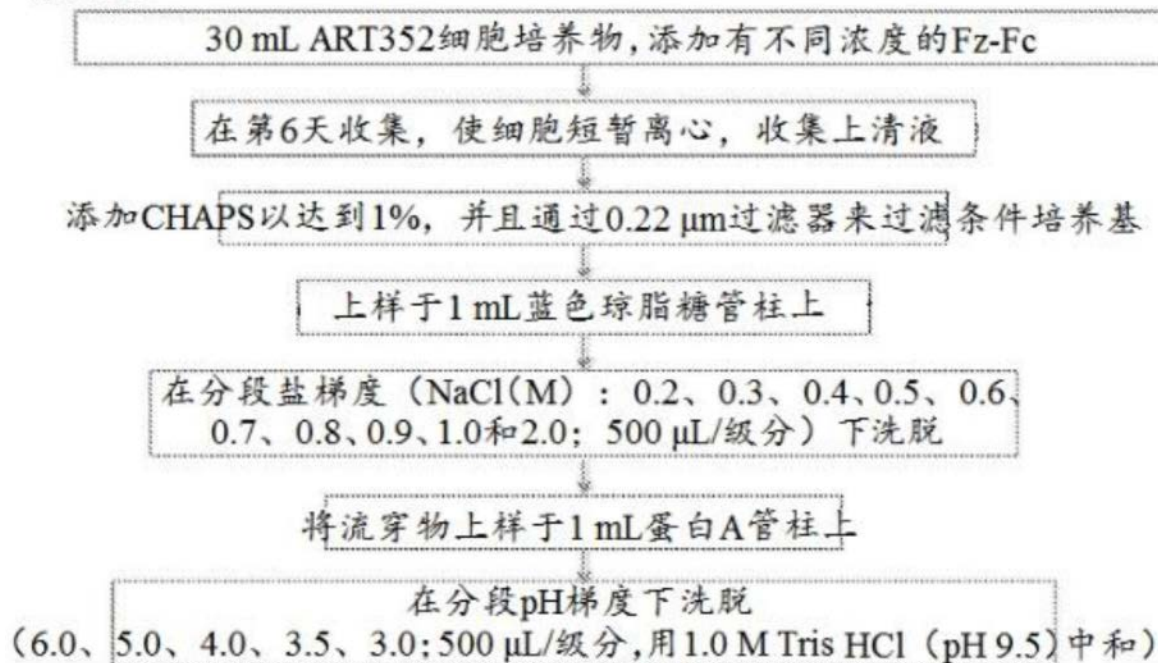 30 mL ART352细胞培养物,添加有不同浓度的Fz-Fc
在第6天收集，使细胞短暂离心，收集上清液
添加CHAPS以达到1%，并且通过0.22 μm过滤器来过滤条件培养基
上样于1 mL蓝色琼脂糖管柱上
在分段盐梯度（NaCl(M）：0.2、0.3、0.4、0.5、0.6、
0.7、0.8、0.9、1.0和2.0；500 μL/级分）下洗脱
将流穿物上样于1 mL蛋白A管柱上
在分段pH梯度下洗脱
（6.0、5.0、4.0、3.5、3.0;500 μL/级分,用1.0 M Tris HCl（pH 9.5)中和）